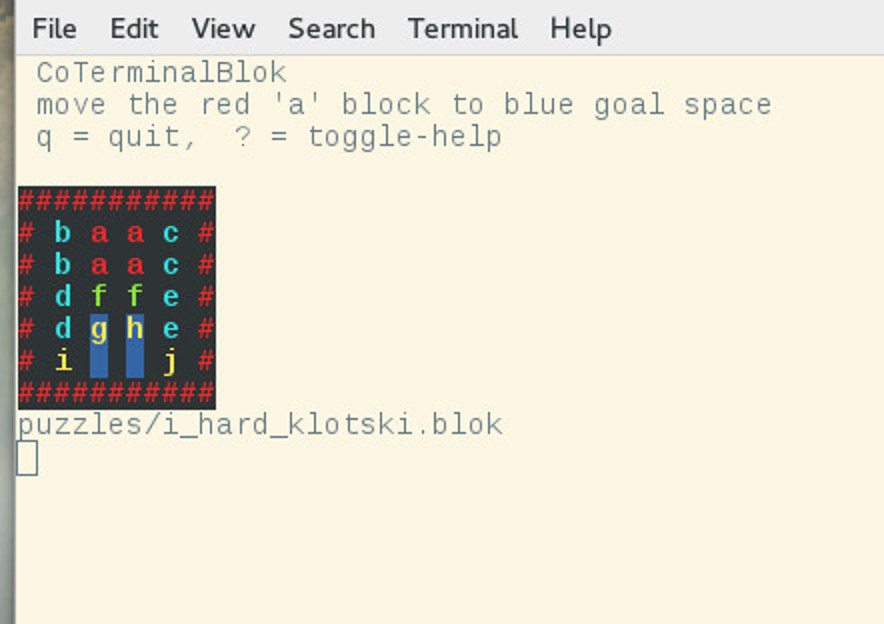 File Edit View Search Terminal Help
CoTerminalBlok
move the red 'a' block to blue goal space
q = quit,  ? = toggle-help
###########
# b a a c #
# b a a c #
# d f f e #
# d g h e #
# i     j #
###########
puzzles/i_hard_klotski.blok